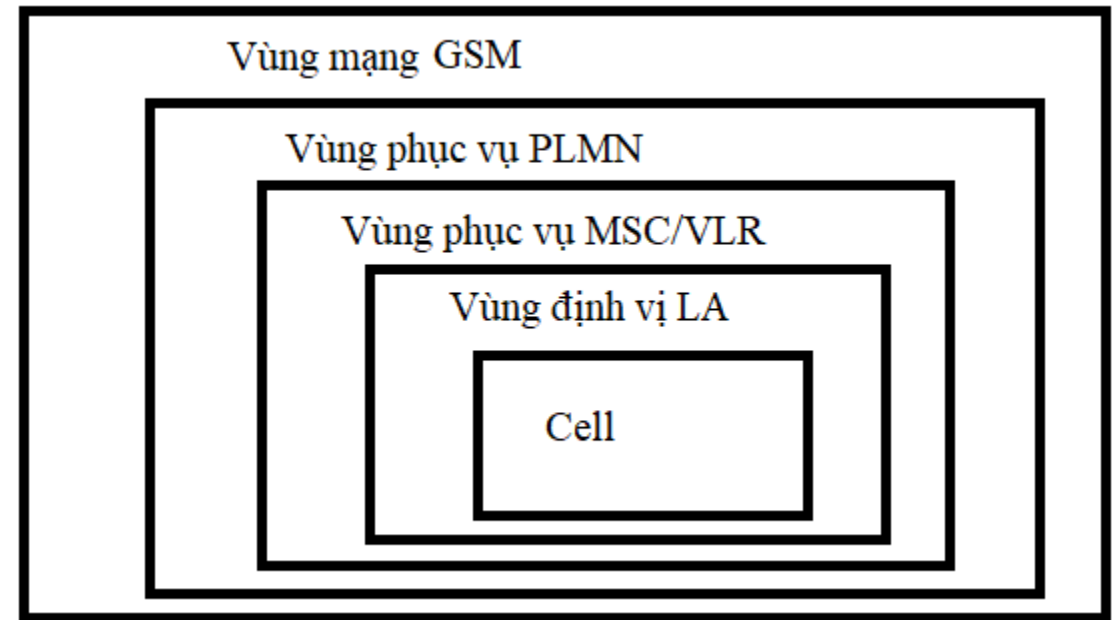 Vùng mạng GSM
Vùng phục vụ PLMN
Vùng phục vụ MSC/VLR
Vùng định vị LA
Cell